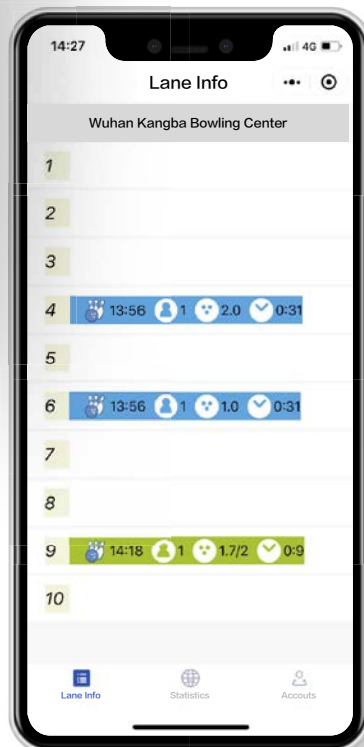 14:27 4G
Lane Info
Wuhan Kangba Bowling Center
1
2
3
4 13:56 1 2.0 0:31
5
6 13:56 1 1.0 0:31
7
8
9 14:18 1 1.7/2 0:9
10
Lane Info Statistics Accouts